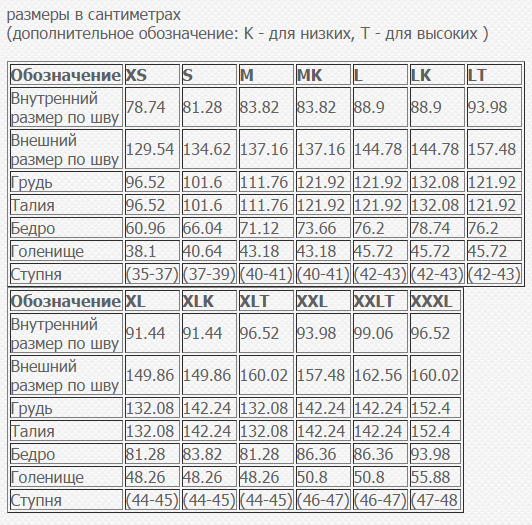 размеры в сантиметрах
(дополнительное обозначение: K - для низких, T - для высоких )
Обозначение XS S M MK L LK LT
Внутренний
размер по шву 78.74 81.28 83.82 83.82 88.9 88.9 93.98
Внешний
размер по шву 129.54 134.62 137.16 137.16 144.78 144.78 157.48
Грудь 96.52 101.6 111.76 121.92 121.92 132.08 121.92
Талия 96.52 101.6 111.76 121.92 121.92 132.08 121.92
Бедро 60.96 66.04 71.12 73.66 76.2 78.74 76.2
Голенище 38.1 40.64 43.18 43.18 45.72 45.72 45.72
Ступня (35-37) (37-39) (40-41) (40-41) (42-43) (42-43) (42-43)
Обозначение XL XLK XLT XXL XXLT XXXL
Внутренний
размер по шву 91.44 91.44 96.52 93.98 99.06 96.52
Внешний
размер по шву 149.86 149.86 160.02 157.48 162.56 160.02
Грудь 132.08 142.24 132.08 142.24 142.24 152.4
Талия 132.08 142.24 132.08 142.24 142.24 152.4
Бедро 81.28 83.82 81.28 86.36 86.36 93.98
Голенище 48.26 48.26 48.26 50.8 50.8 55.88
Ступня (44-45) (44-45) (44-45) (46-47) (46-47) (47-48